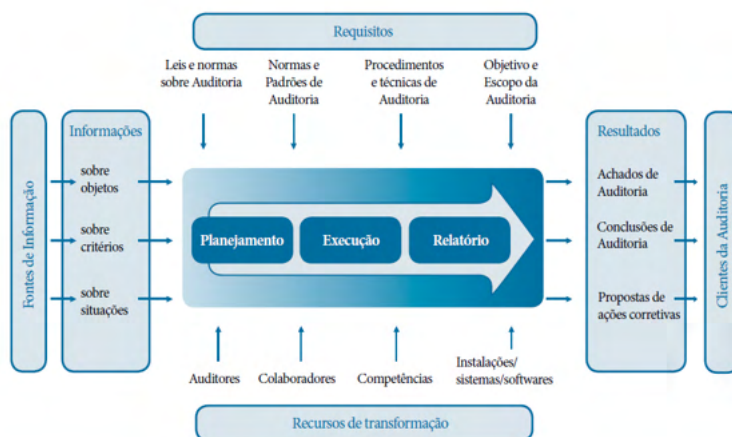 Requisitos
Leis e normas
sobre Auditoria
Normas e
Padrões de
Auditoria
Procedimentos
e técnicas de
Auditoria
Objetivo e
Escopo da
Auditoria
Fontes de Informação
Informações
sobre
objetos
sobre
critérios
sobre
situações
Planejamento
Execução
Relatório
Resultados
Achados de
Auditoria
Conclusões de
Auditoria
Propostas de
ações corretivas
Clientes da Auditoria
Auditores
Colaboradores
Competências
Instalações/
sistemas/softwares
Recursos de transformação